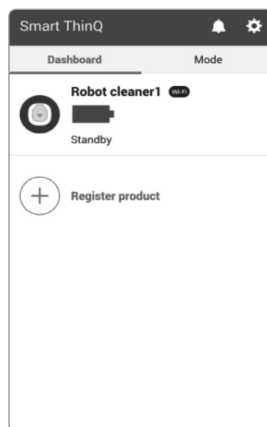 Smart ThinQ
Dashboard Mode
Robot cleaner1 Wi-Fi
Standby
Register product